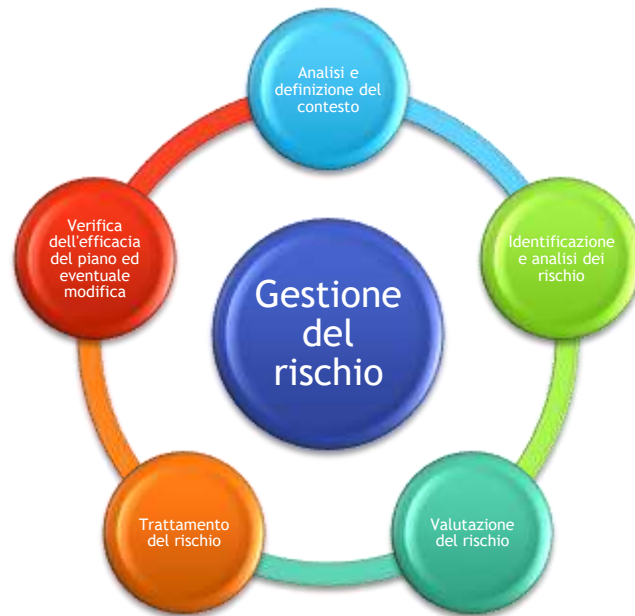 Analisi e
definizione del
contesto
Identificazione
e analisi dei
rischio
Valutazione
del rischio
Trattamento
del rischio
Verifica
dell'efficacia
del piano ed
eventuale
modifica
Gestione
del
rischio